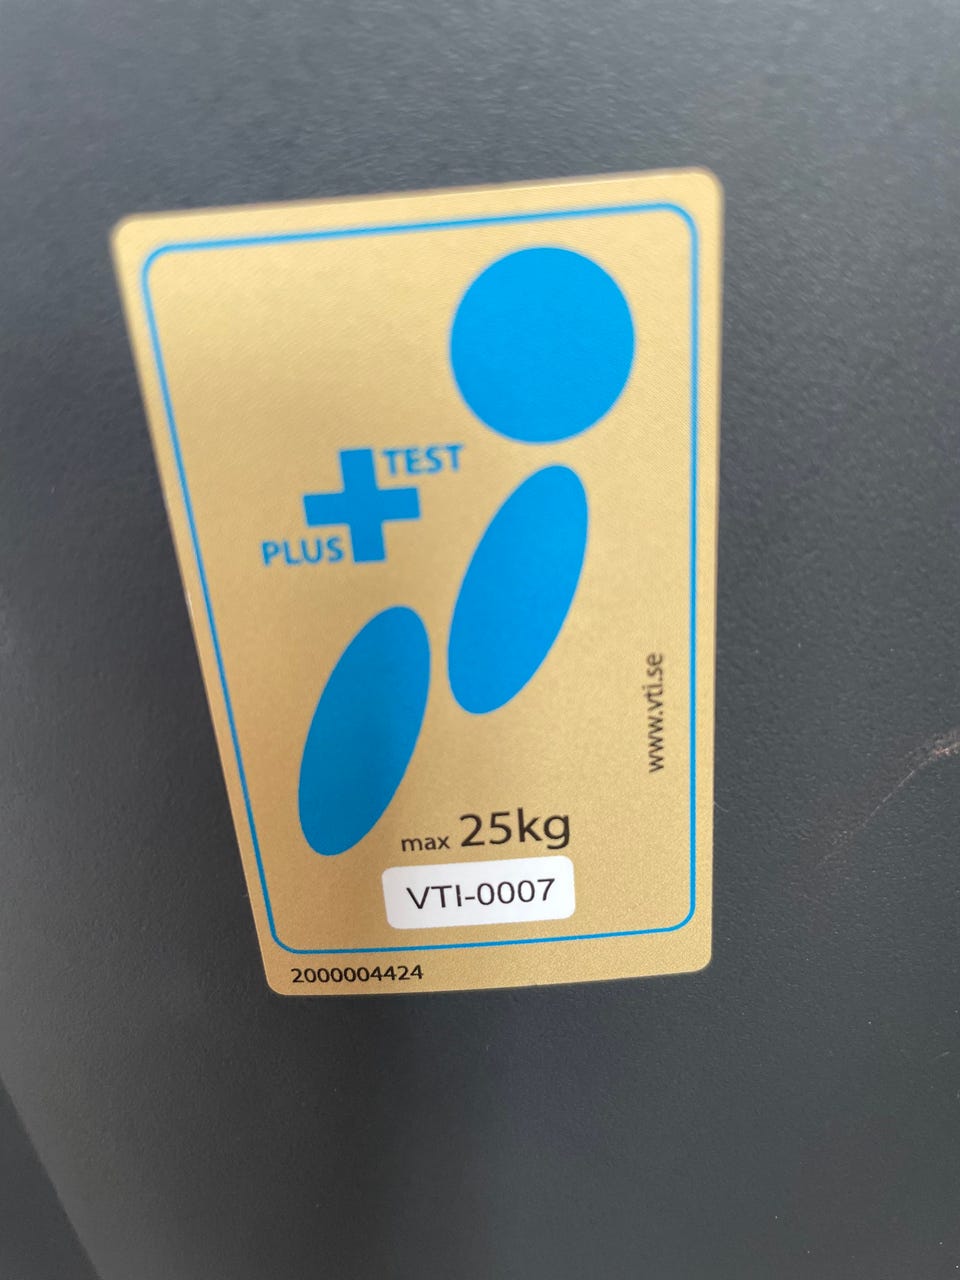 TEST
PLUS
www.vti.se
max 25kg
VTI-0007
2000004424